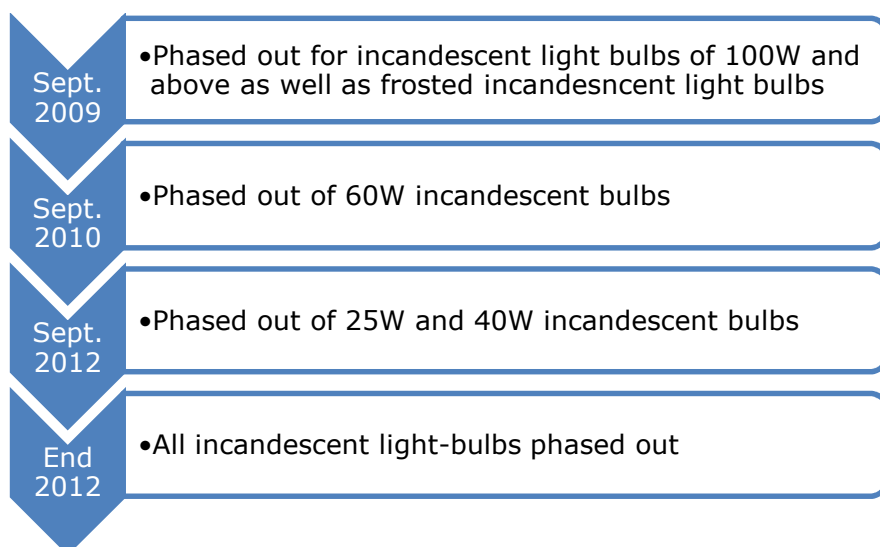 Sept.
2009
•Phased out for incandescent light bulbs of 100W and
above as well as frosted incandesncent light bulbs
Sept.
2010
•Phased out of 60W incandescent bulbs
Sept.
2012
•Phased out of 25W and 40W incandescent bulbs
End
2012
•All incandescent light-bulbs phased out